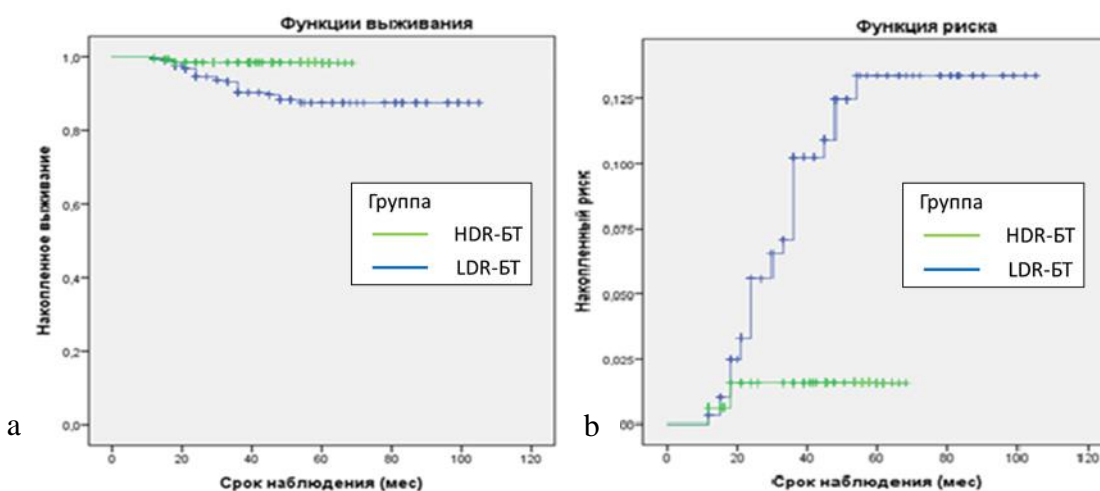 Функции выживания
1,0
0,8
0,6
0,4
0,2
0,0
Накопленное выживание
Группа
HDR-БТ
LDR-БТ
0 20 40 60 80 100 120
Срок наблюдения (мес)
a
Функция риска
0,125
0,100
0,075
0,050
0,025
00
Накопленный риск
Группа
HDR-БТ
LDR-БТ
0 20 40 60 80 100 120
Срок наблюдения (мес)
b